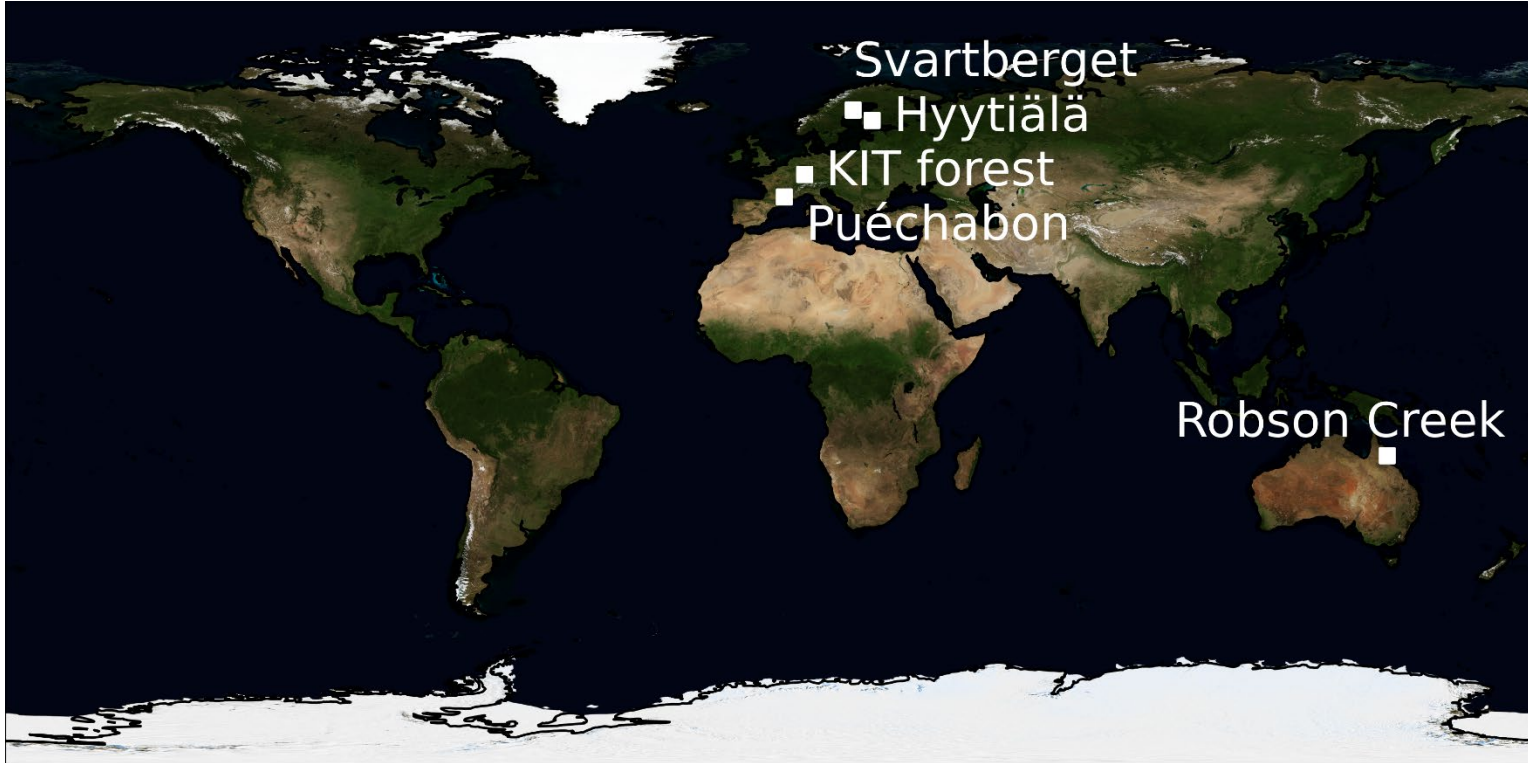 Svartberget
Hyytiälä
KIT forest
Puéchabon
Robson Creek